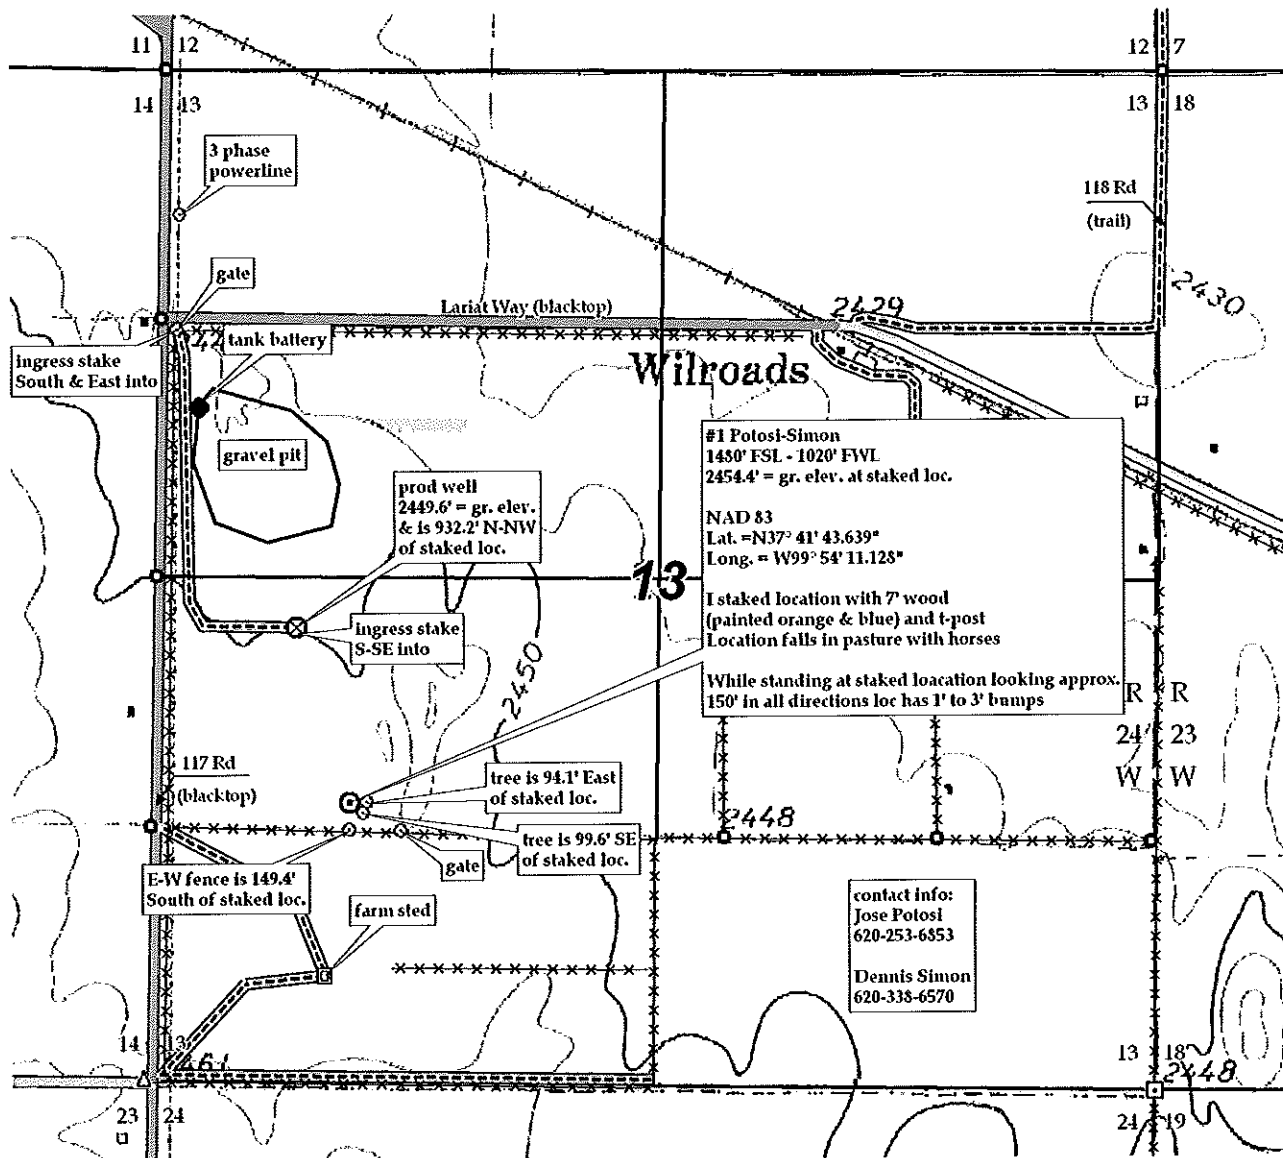 11 12
12 7
14 13
13 18
3 phase
powerline
118 Rd
(trail)
gate
2430
2429
Lariat Way (blacktop)
ingress stake
South & East into
tank battery
Wilroads
gravel pit
#1 Potosi-Simon
1480' FSL - 1020' FWL
2454.4' = gr. elev. at staked loc.
NAD 83
Lat. =N37° 41' 43.639"
Long. = W99° 54' 11.128"
I staked location with 7' wood
(painted orange & blue) and t-post
Location falls in pasture with horses
While standing at staked loacation looking approx.
150' in all directions loc has 1' to 3' bumps
prod well
2449.6' = gr. elev.
& is 932.2' N-NW
of staked loc.
13
ingress stake
S-SE into
2450
R R
24 23
W W
117 Rd
(blacktop)
tree is 94.1' East
of staked loc.
2448
tree is 99.6' SE
of staked loc.
gate
E-W fence is 149.4'
South of staked loc.
farm sted
contact info:
Jose Potosi
620-253-6853
Dennis Simon
620-338-6570
14 13
13 18
2448
23 24
24 19